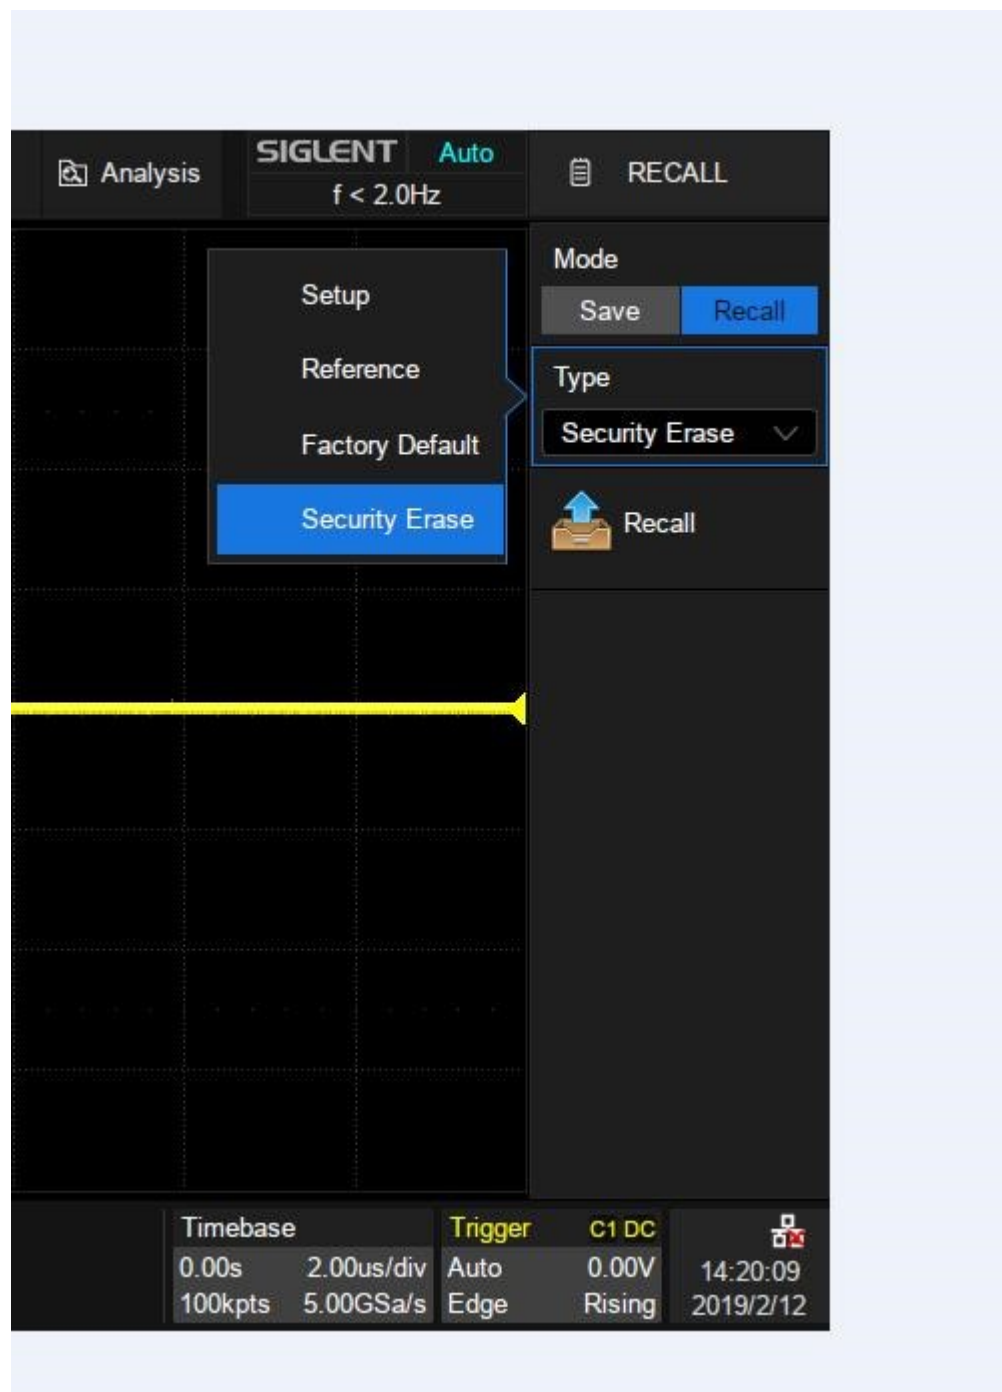 Analysis
SIGLENT Auto
f < 2.0Hz
RECALL
Mode
Save Recall
Type
Security Erase
Recall
Setup
Reference
Factory Default
Security Erase
Timebase
0.00s 2.00us/div
100kpts 5.00GSa/s
Trigger C1 DC
Auto 0.00V
Edge Rising
14:20:09
2019/2/12